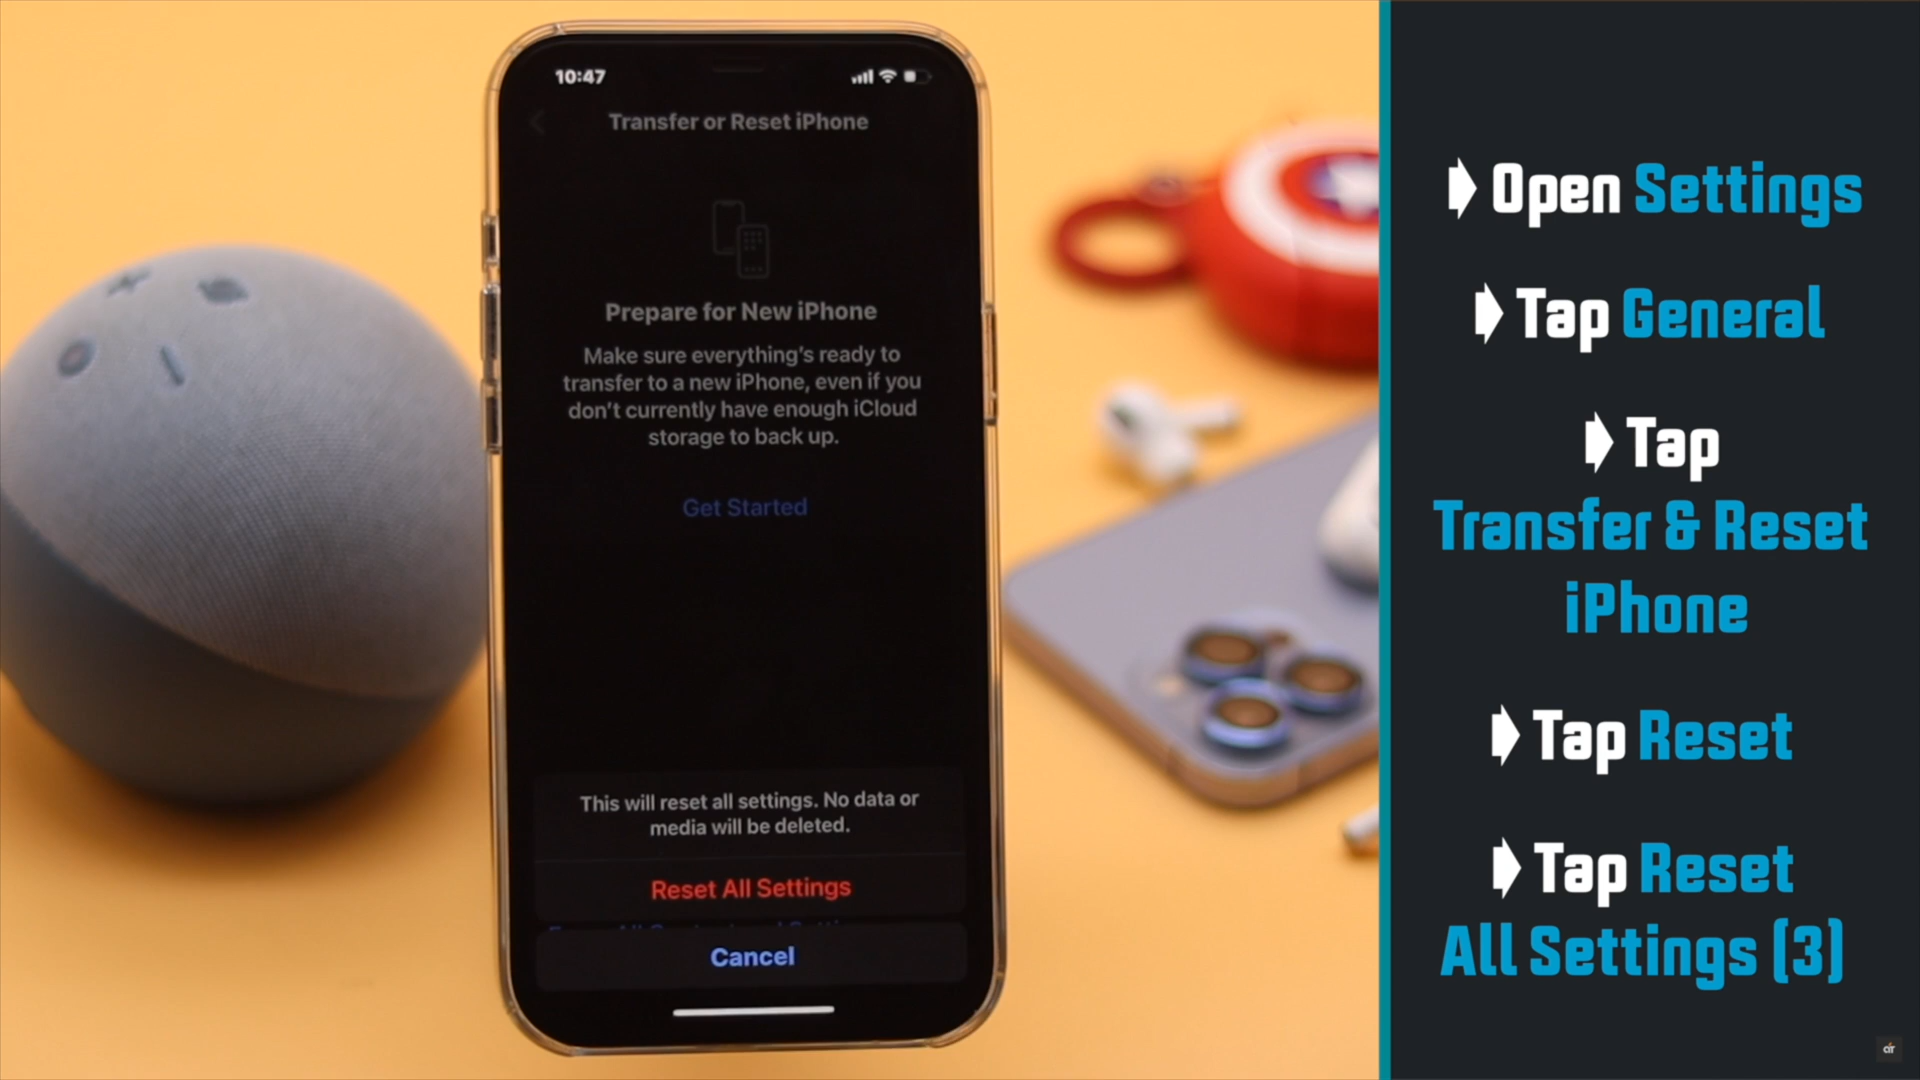 10:47
Transfer or Reset iPhone
Prepare for New iPhone
Make sure everything's ready to
transfer to a new iPhone, even if you
don't currently have enough iCloud
storage to back up.
Get Started
This will reset all settings. No data or
media will be deleted.
Reset All Settings
Cancel
Open Settings
Tap General
Tap
Transfer & Reset
iPhone
Tap Reset
Tap Reset
All Settings (3)
air